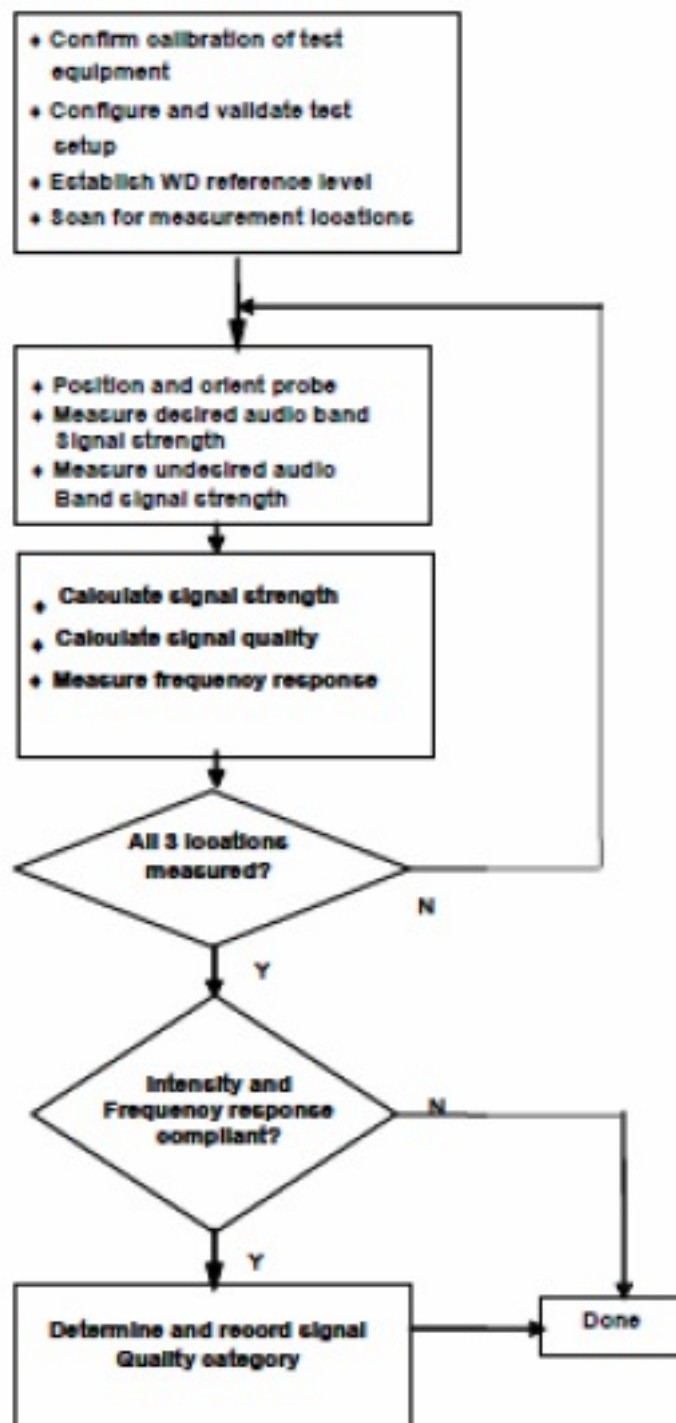 ♦ Confirm calibration of test
equipment
♦ Configure and validate test
setup
♦ Establish WD reference level
♦ Scan for measurement locations
♦ Position and orient probe
♦ Measure desired audio band
Signal strength
♦ Measure undesired audio
Band signal strength
♦ Calculate signal strength
♦ Calculate signal quality
♦ Measure frequency response
All 3 locations
measured?
N
Y
Intensity and
Frequency response
compliant?
N
Y
Determine and record signal
Quality category
Done